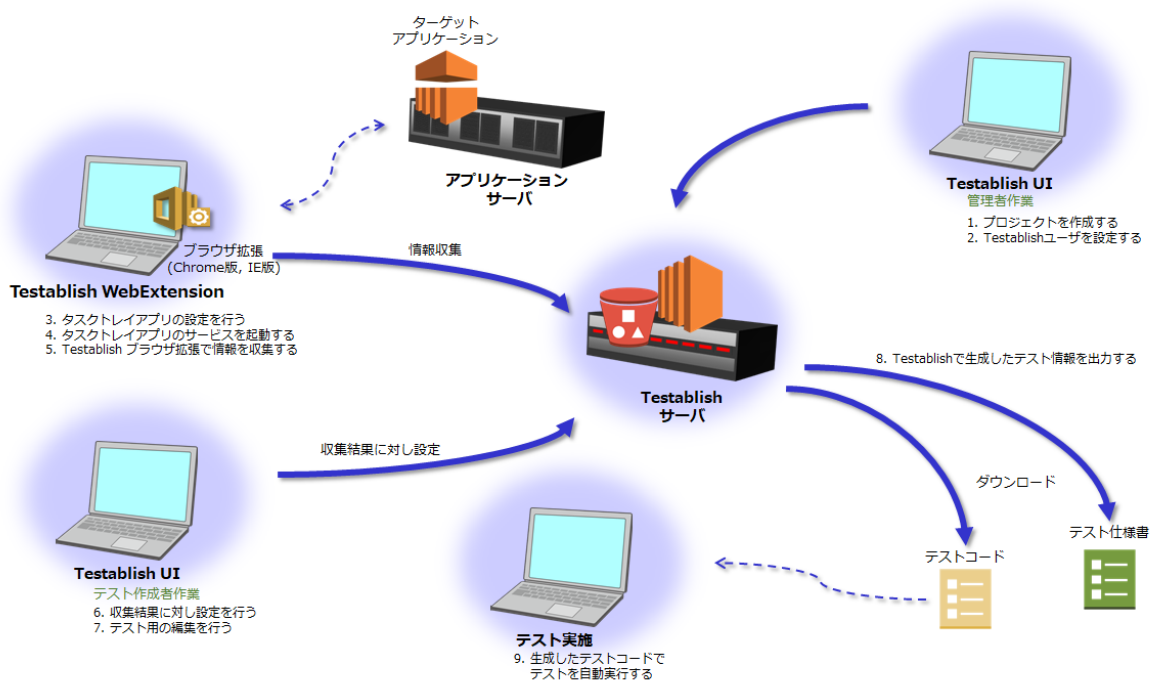 ターゲット
アプリケーション
アプリケーション
サーバ
Testablish UI
管理者作業
1. プロジェクトを作成する
2. Testablishユーザを設定する
ブラウザ拡張
(Chrome版, IE版)
情報収集
Testablish WebExtension
3. タスクトレイアプリの設定を行う
4. タスクトレイアプリのサービスを起動する
5. Testablish ブラウザ拡張で情報を収集する
Testablish
サーバ
8. Testablishで生成したテスト情報を出力する
収集結果に対し設定
ダウンロード
テスト仕様書
テストコード
Testablish UI
テスト作成者作業
6. 収集結果に対し設定を行う
7. テスト用の編集を行う
テスト実施
9. 生成したテストコードで
テストを自動実行する